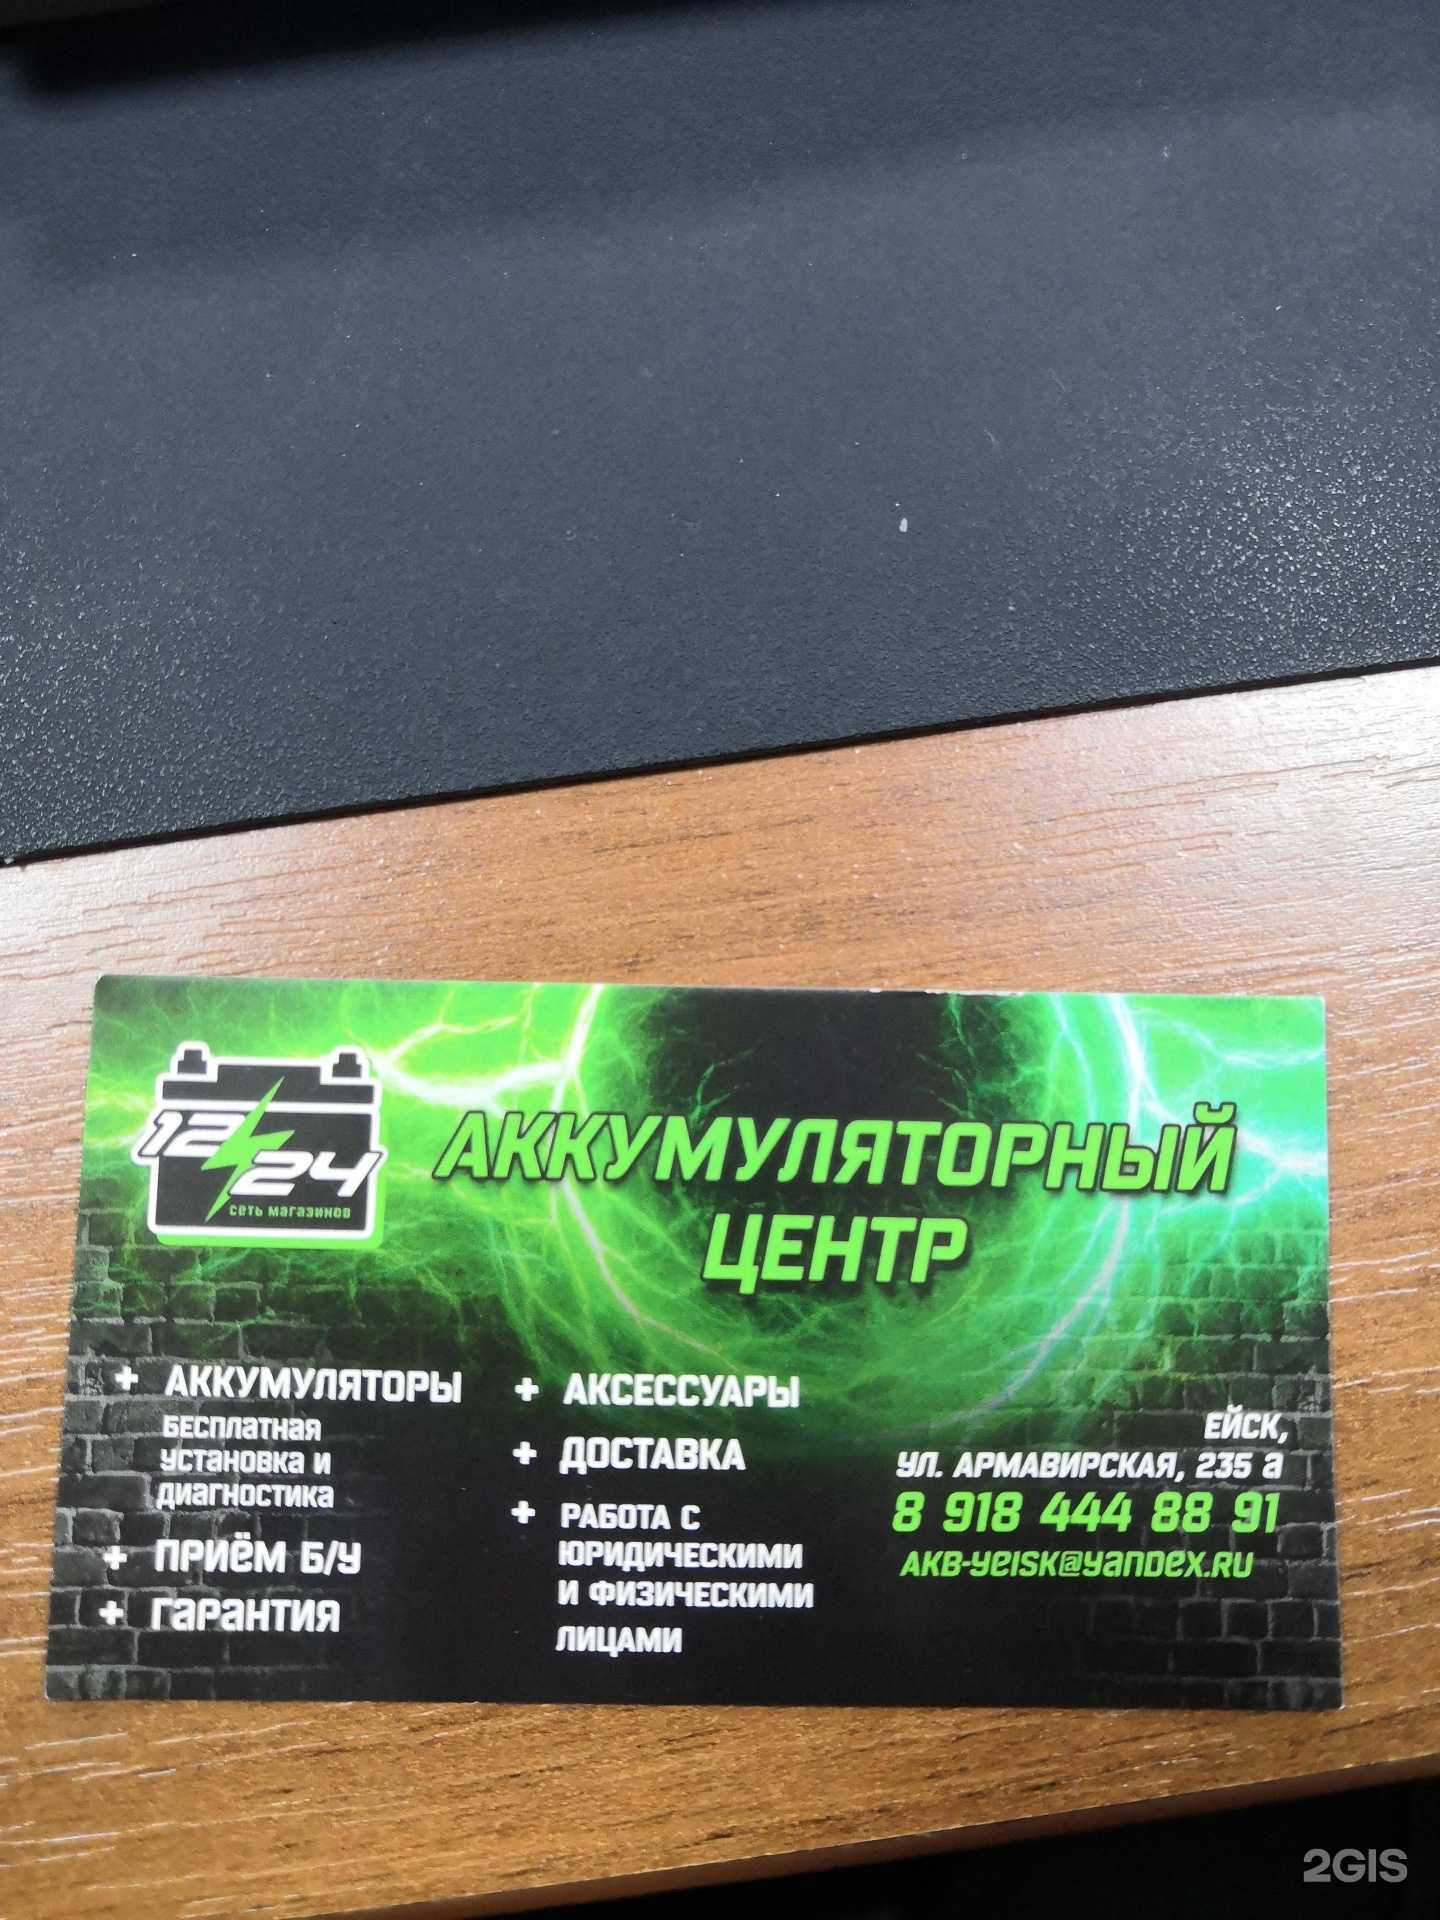 12
24
сеть магазинов
АККУМУЛЯТОРНЫЙ
ЦЕНТР
+ АККУМУЛЯТОРЫ
БЕСПЛАТНАЯ
УСТАНОВКА И
ДИАГНОСТИКА
+ ПРИЁМ Б/У
+ ГАРАНТИЯ
+ АКСЕССУАРЫ
+ ДОСТАВКА
+ РАБОТА С
ЮРИДИЧЕСКИМИ
И ФИЗИЧЕСКИМИ
ЛИЦАМИ
ЕЙСК,
УЛ. АРМАВИРСКАЯ, 235 а
8 918 444 88 91
AKB-YEISK@YANDEX.RU
2GIS